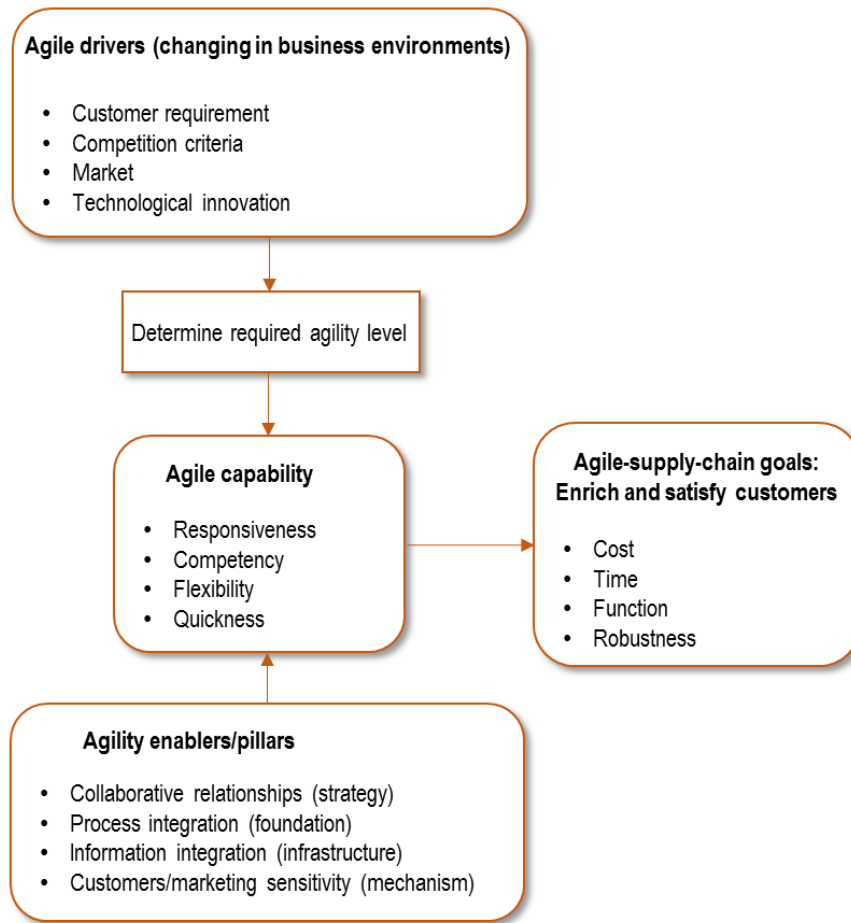 Agile drivers (changing in business environments)
• Customer requirement
• Competition criteria
• Market
• Technological innovation
Determine required agility level
Agile capability
• Responsiveness
• Competency
• Flexibility
• Quickness
Agile-supply-chain goals:
Enrich and satisfy customers
• Cost
• Time
• Function
• Robustness
Agility enablers/pillars
• Collaborative relationships (strategy)
• Process integration (foundation)
• Information integration (infrastructure)
• Customers/marketing sensitivity (mechanism)